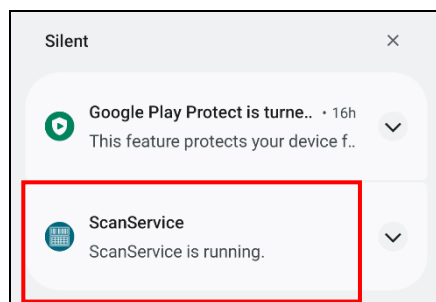 Silent
Google Play Protect is turne.. • 16h
This feature protects your device f..
ScanService
ScanService is running.